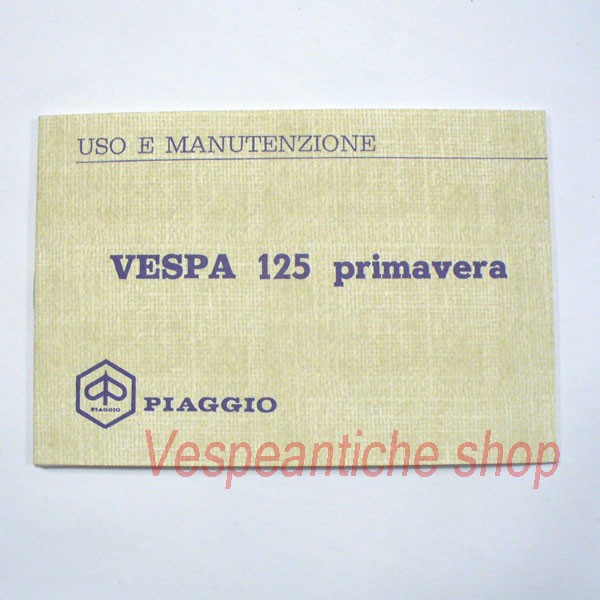 USO E MANUTENZIONE
VESPA 125 primavera
PIAGGIO
PIAGGIO
Vespeantiche shop